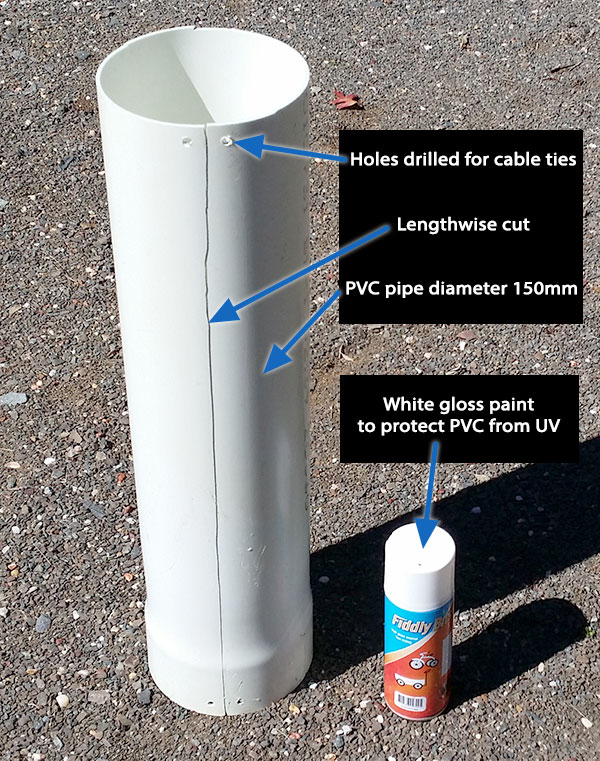 Holes drilled for cable ties
Lengthwise cut
PVC pipe diameter 150mm
White gloss paint
to protect PVC from UV
Fiddly